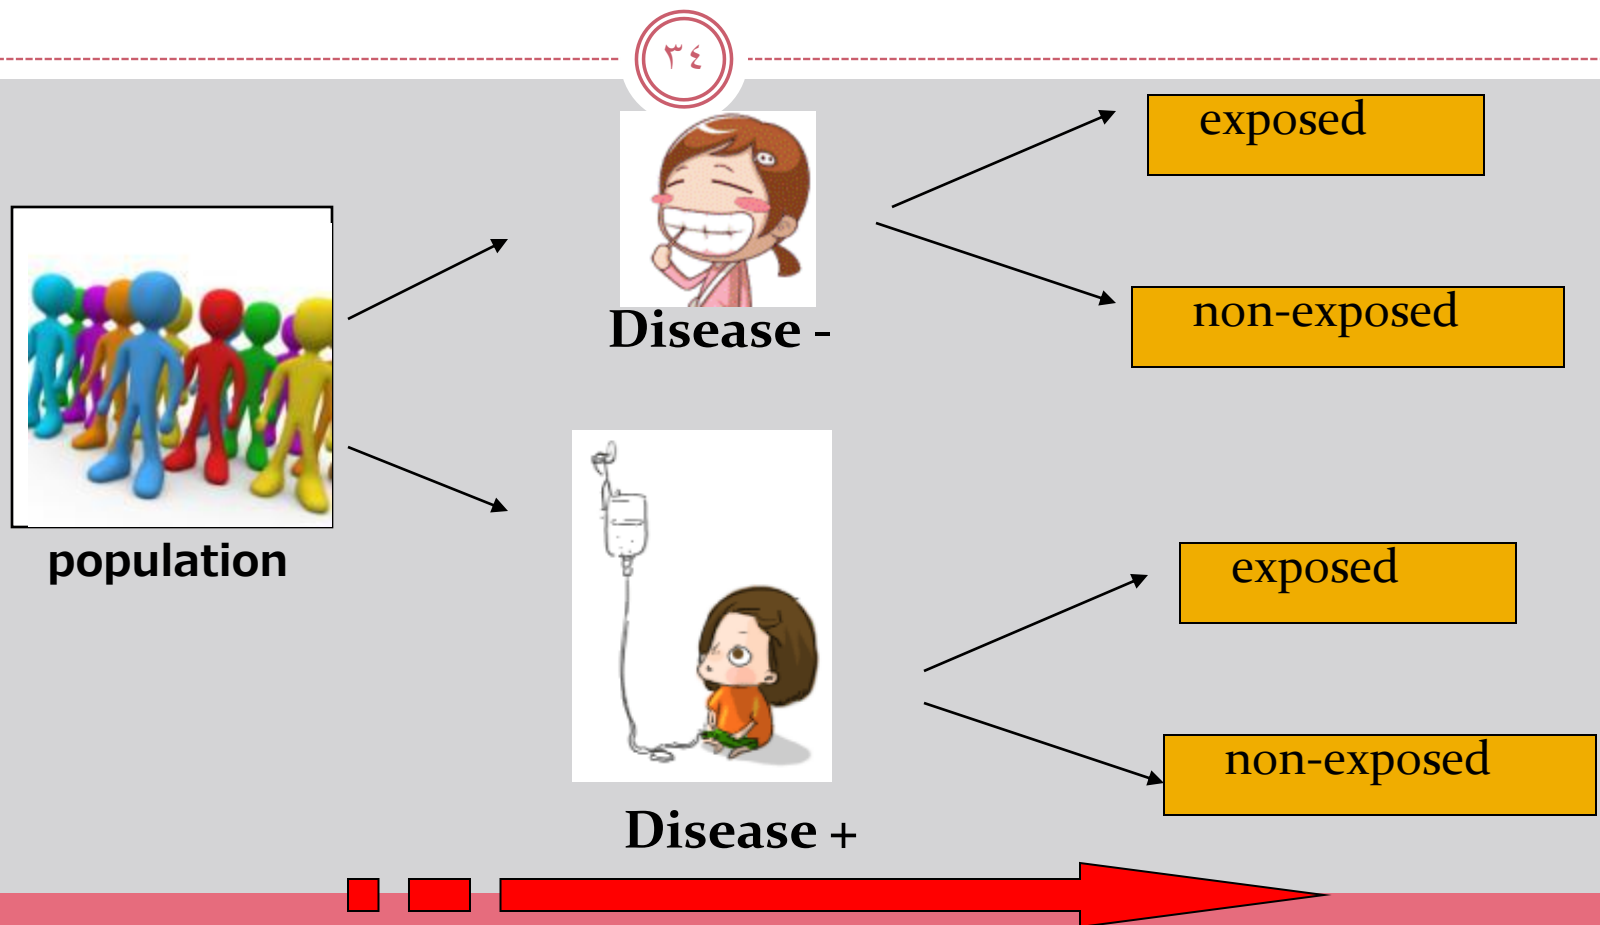 ٣٤
exposed
non-exposed
Disease -
population
exposed
non-exposed
Disease +